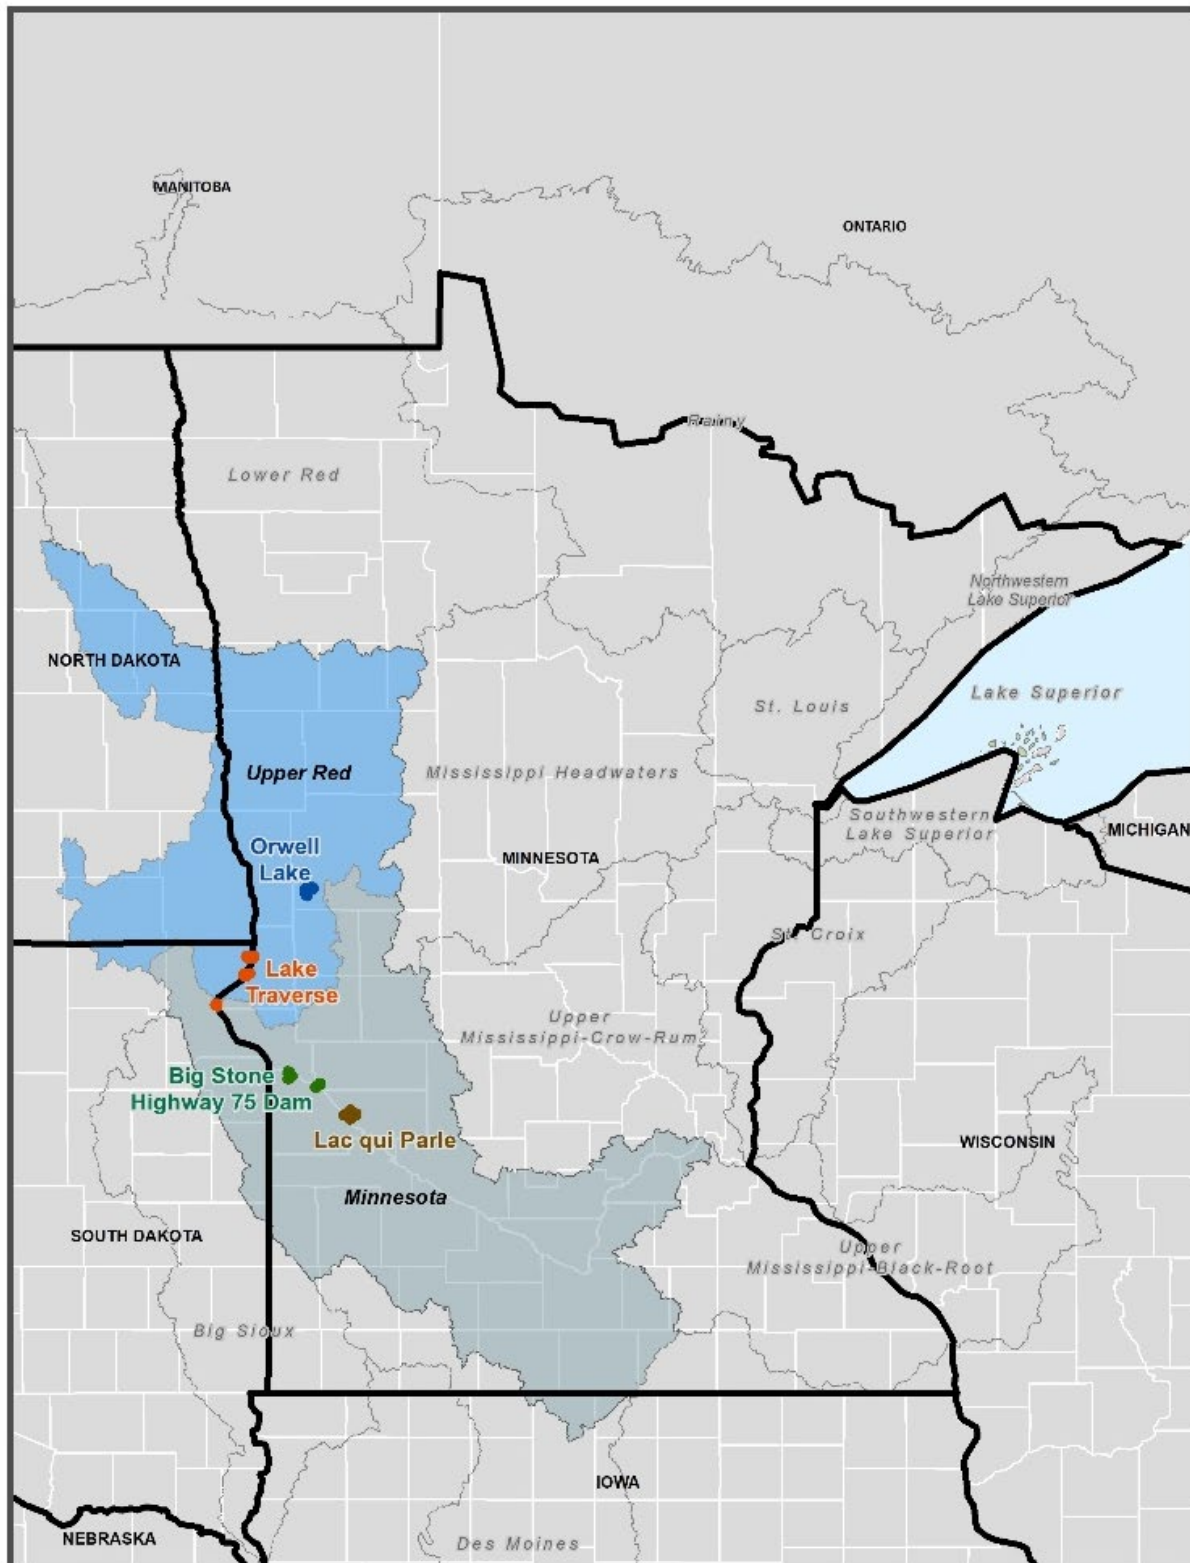 MANITOBA
ONTARIO
Rainy
Lower Red
Northwestern
Lake Superior
NORTH DAKOTA
Lake Superior
St. Louis
Upper Red
Mississippi Headwaters
Southwestern
Lake Superior
MICHIGAN
Orwell
Lake
MINNESOTA
St. Croix
Lake
Traverse
Upper
Mississippi-Crow-Rum
Big Stone
Highway 75 Dam
Lac qui Parle
WISCONSIN
Minnesota
SOUTH DAKOTA
Upper
Mississippi-Black-Root
Big Sioux
IOWA
NEBRASKA
Des Moines